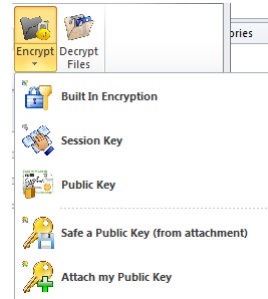 Encrypt Decrypt
Files
ories
Built In Encryption
Session Key
Public Key
Safe a Public Key (from attachment)
Attach my Public Key